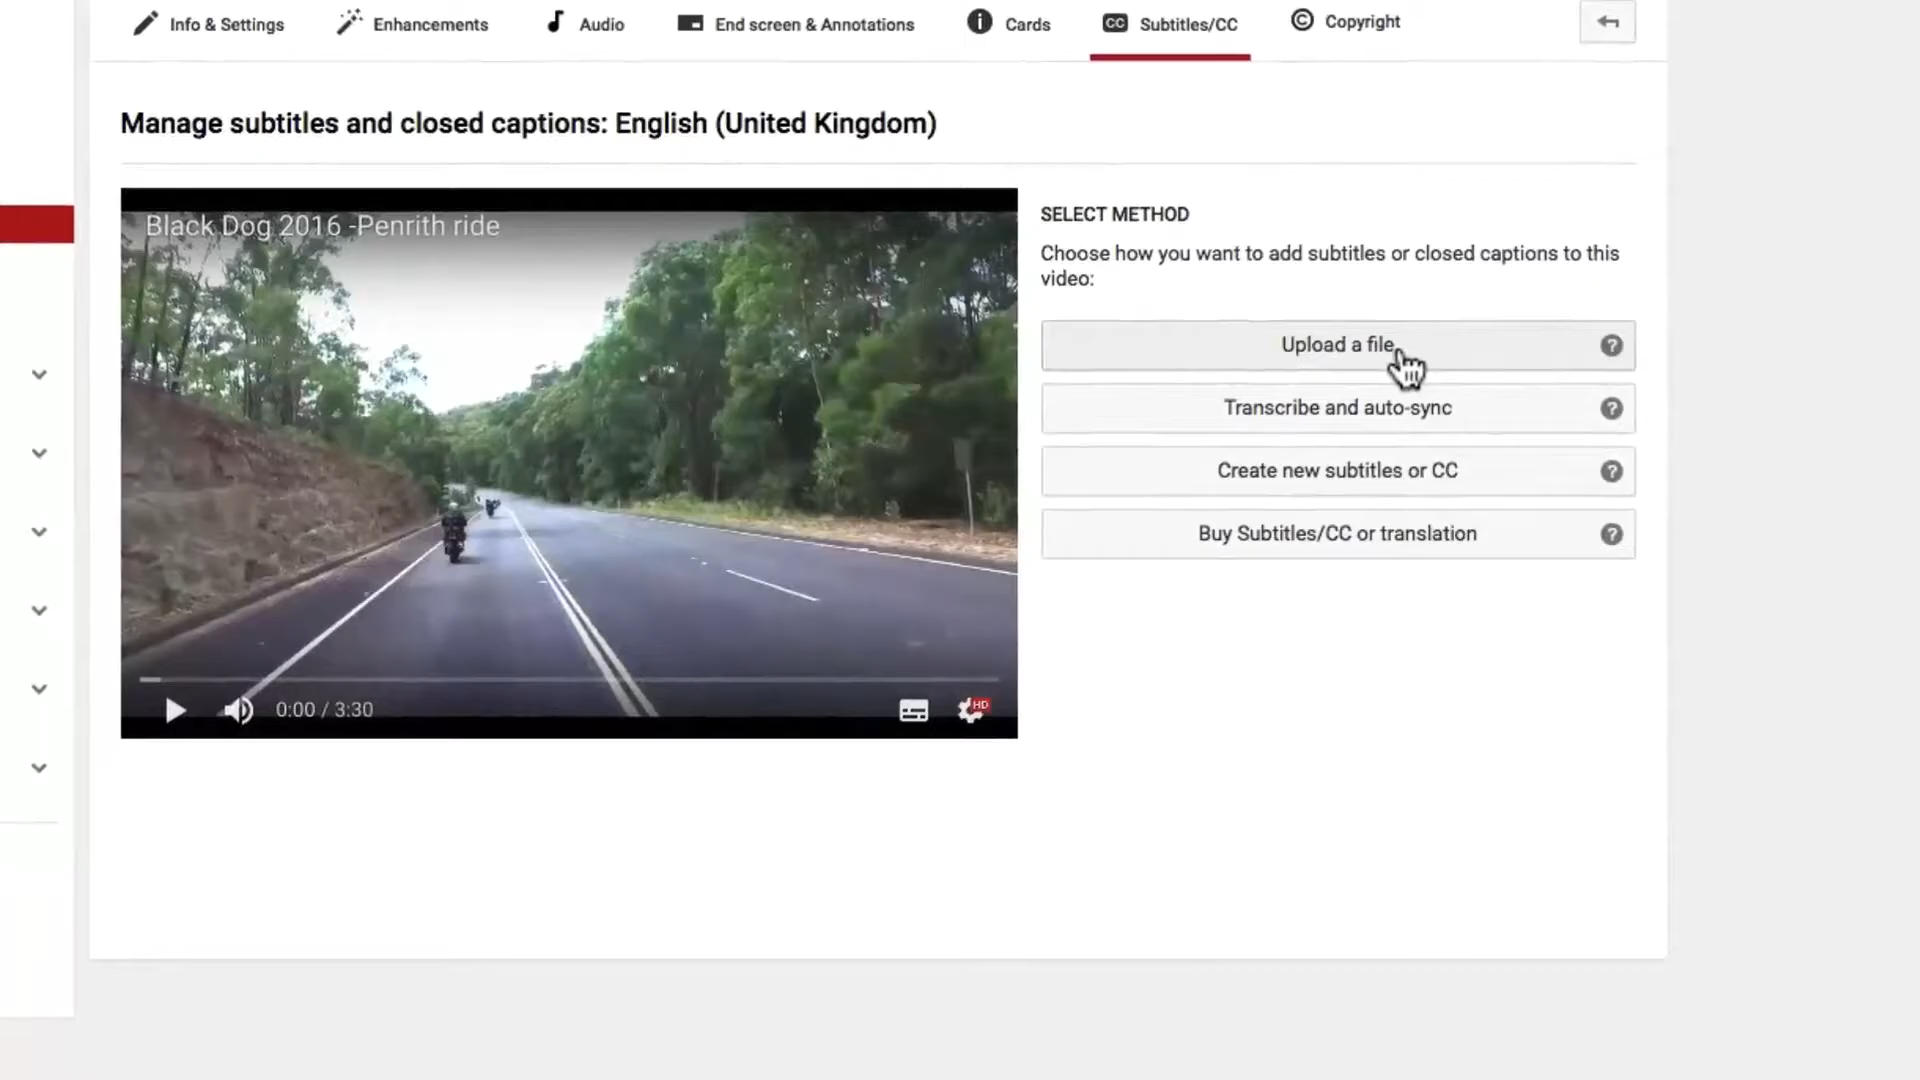 Info & Settings
Enhancements
Audio
End screen & Annotations
Cards
CC Subtitles/CC
© Copyright
Manage subtitles and closed captions: English (United Kingdom)
Black Dog 2016 -Penrith ride
0:00 / 3:30
HD
SELECT METHOD
Choose how you want to add subtitles or closed captions to this
video:
Upload a file
?
Transcribe and auto-sync
?
Create new subtitles or CC
?
Buy Subtitles/CC or translation
?